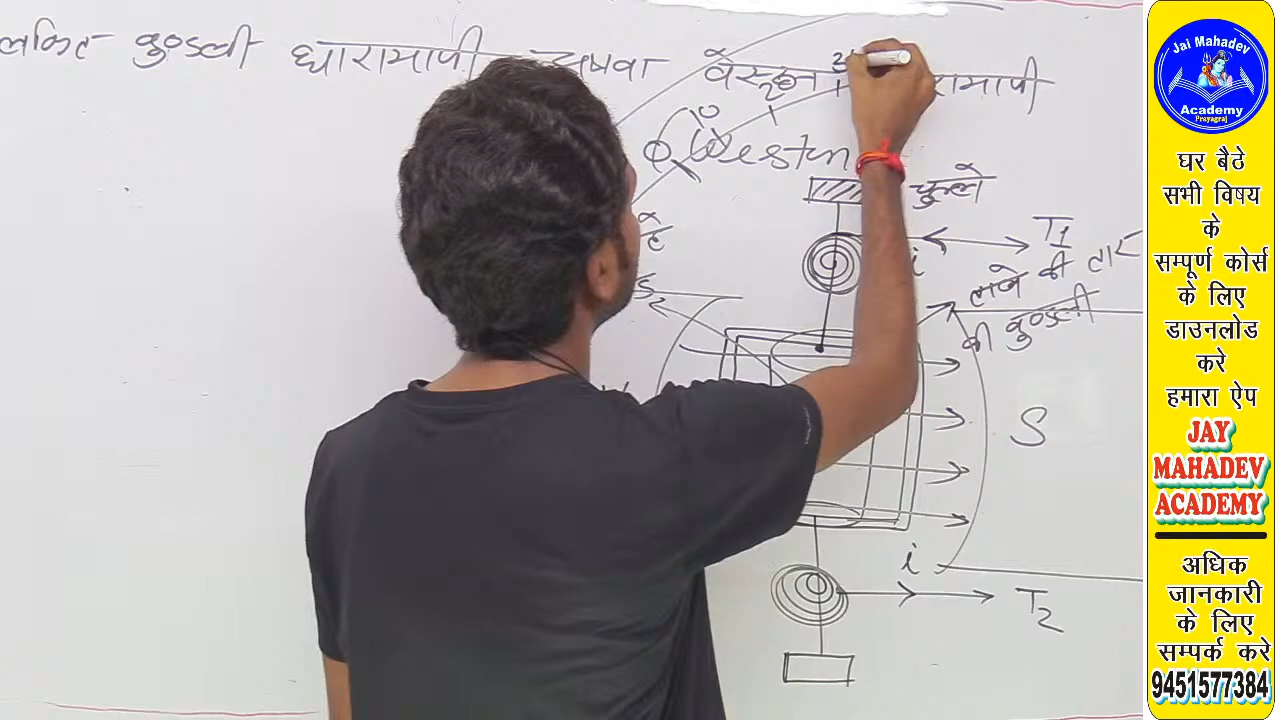 कुण्डली धारामापी अथवा वेस्टन धारामापी
Weston
चूल
है
T1
i
ताँबे की तार
की कुण्डली
S
i
T2
Jai Mahadev
Academy
Prayagraj
घर बैठे
सभी विषय
के
सम्पूर्ण कोर्स
के लिए
डाउनलोड
करे
हमारा ऐप
JAY
MAHADEV
ACADEMY
अधिक
जानकारी
के लिए
सम्पर्क करे
9451577384